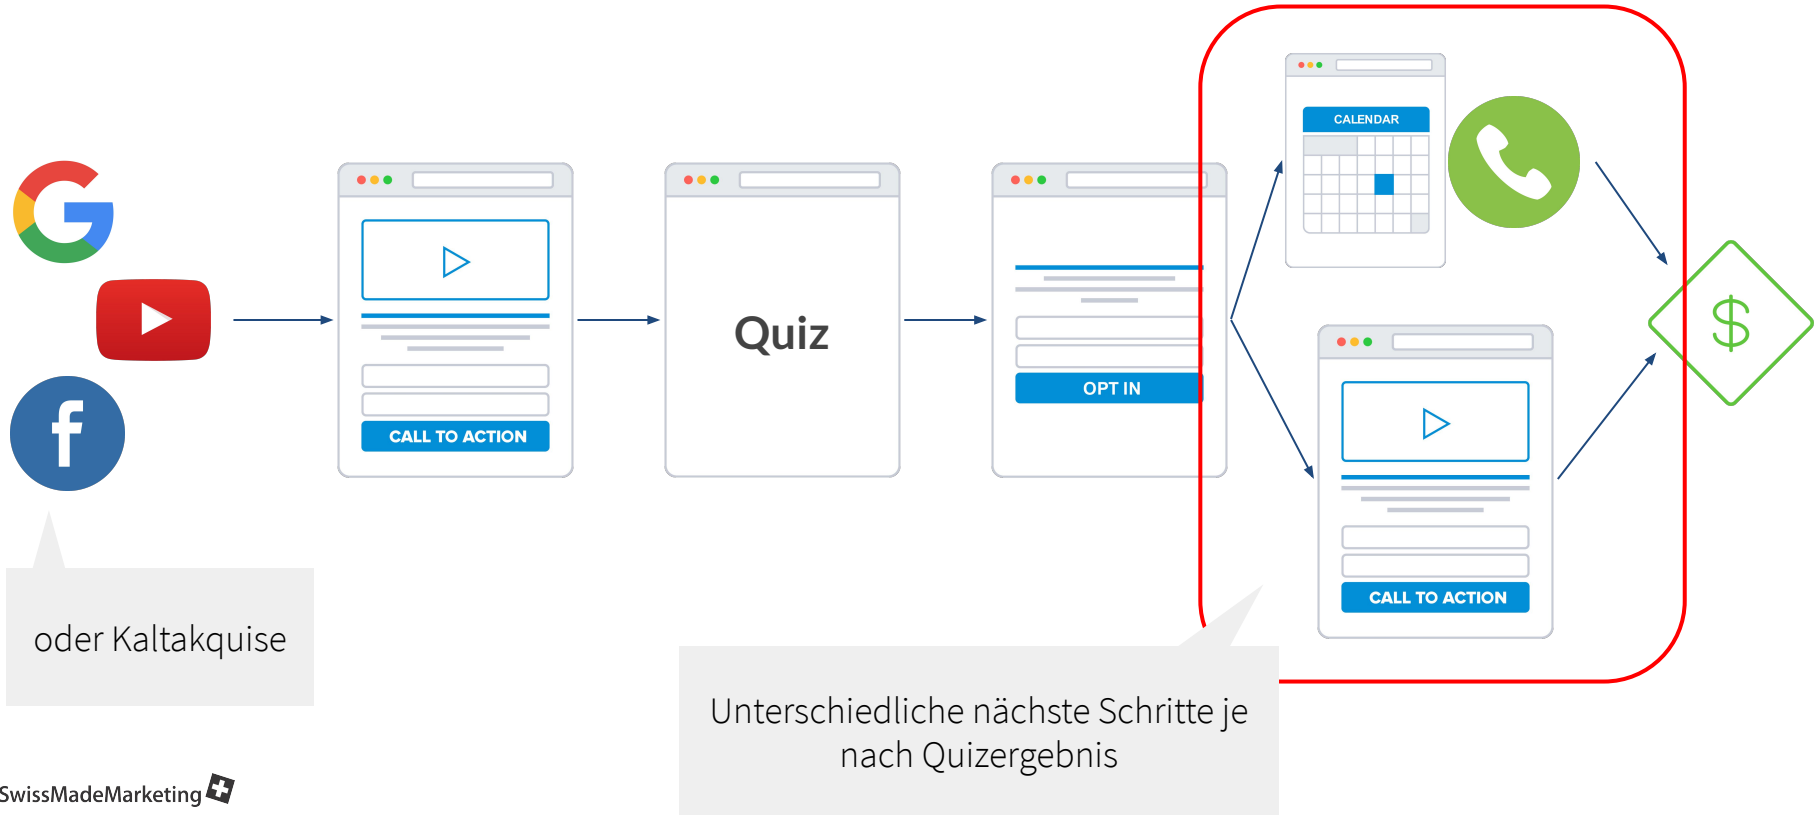 CALENDAR
Quiz
OPT IN
CALL TO ACTION
$
CALL TO ACTION
oder Kaltakquise
Unterschiedliche nächste Schritte je
nach Quizergebnis
SwissMadeMarketing